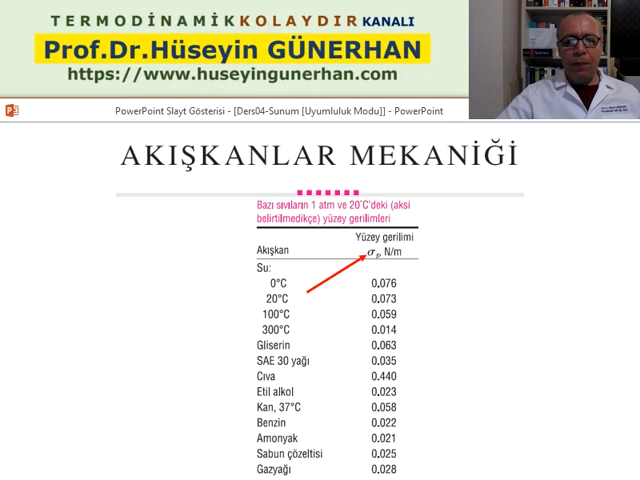 TERMODİNAMİKKOLAYDIRKANALI
Prof.Dr.Hüseyin GÜNERHAN
https://www.huseyingunerhan.com
PowerPoint Slayt Gösterisi - [Ders04-Sunum [Uyumluluk Modu]] - PowerPoint
AKIŞKANLAR MEKANİĞİ
Bazı sıvıların 1 atm ve 20°C'deki (aksi
belirtilmedikçe) yüzey gerilimleri
Yüzey gerilimi
Akışkan σs, N/m
Su:
0°C 0.076
20°C 0.073
100°C 0.059
300°C 0.014
Gliserin 0.063
SAE 30 yağı 0.035
Cıva 0.440
Etil alkol 0.023
Kan, 37°C 0.058
Benzin 0.022
Amonyak 0.021
Sabun çözeltisi 0.025
Gazyağı 0.028